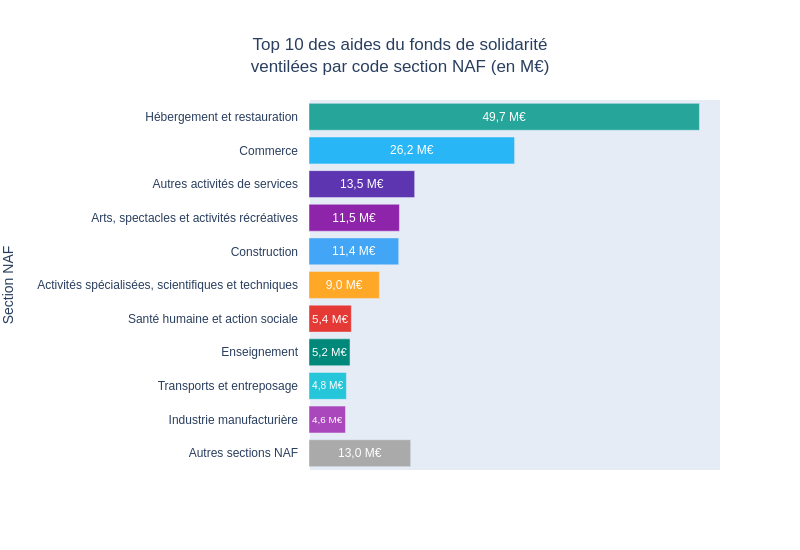 Top 10 des aides du fonds de solidarité
ventilées par code section NAF (en M€)
Section NAF
Hébergement et restauration 49,7 M€
Commerce 26,2 M€
Autres activités de services 13,5 M€
Arts, spectacles et activités récréatives 11,5 M€
Construction 11,4 M€
Activités spécialisées, scientifiques et techniques 9,0 M€
Santé humaine et action sociale 5,4 M€
Enseignement 5,2 M€
Transports et entreposage 4,8 M€
Industrie manufacturière 4,6 M€
Autres sections NAF 13,0 M€